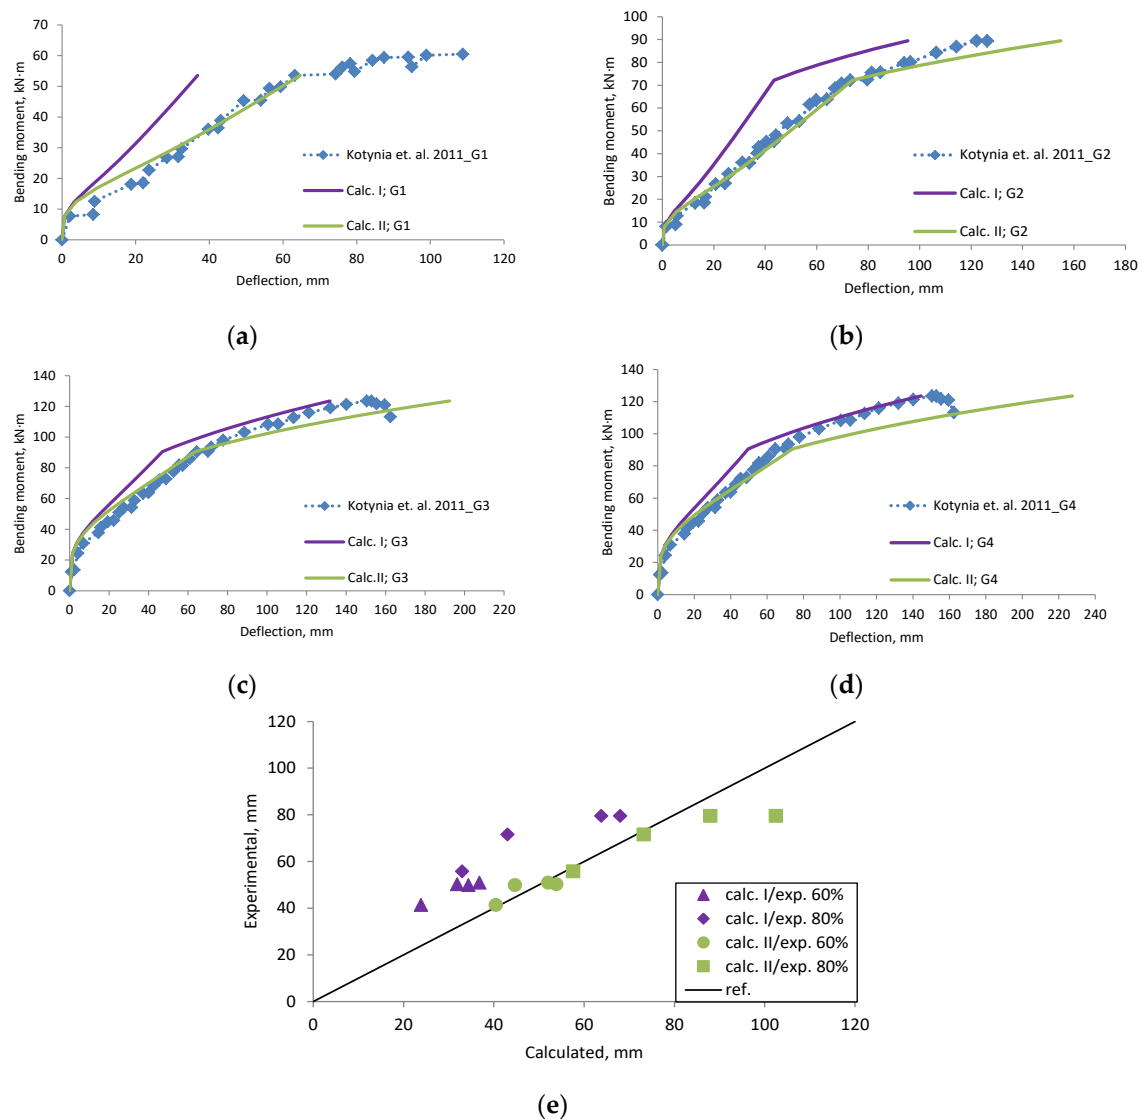 70
60
50
40
30
20
10
0
0 20 40 60 80 100 120
Bending moment, kN·m
Deflection, mm
Kotynia et. al. 2011_G1
Calc. I; G1
Calc. II; G1
(a)
100
90
80
70
60
50
40
30
20
10
0
0 20 40 60 80 100 120 140 160 180
Bending moment, kN·m
Deflection, mm
Kotynia et. al. 2011_G2
Calc. I; G2
Calc. II; G2
(b)
140
120
100
80
60
40
20
0
0 20 40 60 80 100 120 140 160 180 200 220
Bending moment, kN·m
Deflection, mm
Kotynia et. al. 2011_G3
Calc. I; G3
Calc.II; G3
(c)
140
120
100
80
60
40
20
0
0 20 40 60 80 100 120 140 160 180 200 220 240
Bending moment, kN·m
Deflection, mm
Kotynia et. al. 2011_G4
Calc. I; G4
Calc. II; G4
(d)
120
100
80
60
40
20
0
0 20 40 60 80 100 120
Experimental, mm
Calculated, mm
calc. I/exp. 60%
calc. I/exp. 80%
calc. II/exp. 60%
calc. II/exp. 80%
ref.
(e)